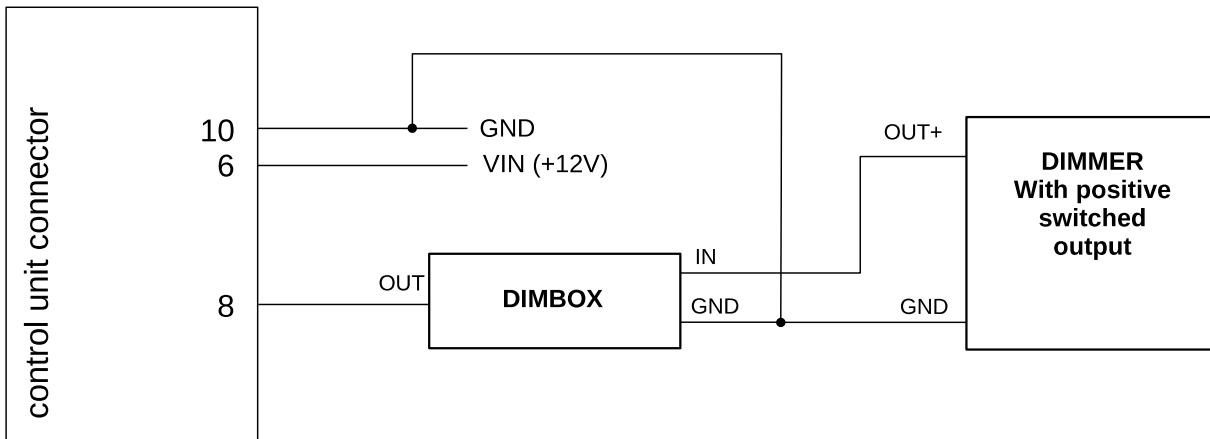 control unit connector
10
GND
6
VIN (+12V)
8
OUT
DIMBOX
IN
GND
OUT+
GND
DIMMER
With positive
switched
output